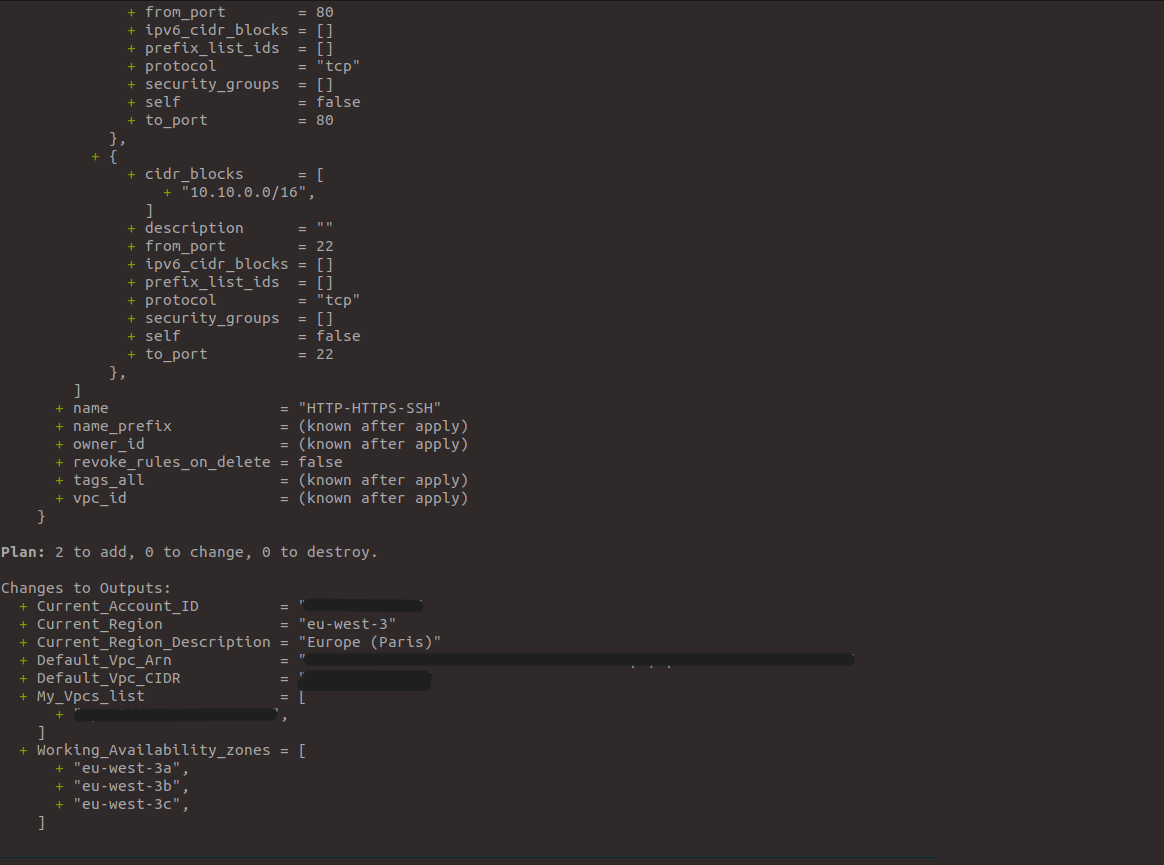 + from_port        = 80
              + ipv6_cidr_blocks = []
              + prefix_list_ids  = []
              + protocol         = "tcp"
              + security_groups  = []
              + self             = false
              + to_port          = 80
            },
          + {
              + cidr_blocks      = [
                  + "10.10.0.0/16",
                ]
              + description      = ""
              + from_port        = 22
              + ipv6_cidr_blocks = []
              + prefix_list_ids  = []
              + protocol         = "tcp"
              + security_groups  = []
              + self             = false
              + to_port          = 22
            },
        ]
      + name                   = "HTTP-HTTPS-SSH"
      + name_prefix            = (known after apply)
      + owner_id               = (known after apply)
      + revoke_rules_on_delete = false
      + tags_all               = (known after apply)
      + vpc_id                 = (known after apply)
    }

Plan: 2 to add, 0 to change, 0 to destroy.

Changes to Outputs:
  + Current_Account_ID         = "
  + Current_Region             = "eu-west-3"
  + Current_Region_Description = "Europe (Paris)"
  + Default_Vpc_Arn            = "
  + Default_Vpc_CIDR           = "
  + My_Vpcs_list               = [
      + "",
    ]
  + Working_Availability_zones = [
      + "eu-west-3a",
      + "eu-west-3b",
      + "eu-west-3c",
    ]